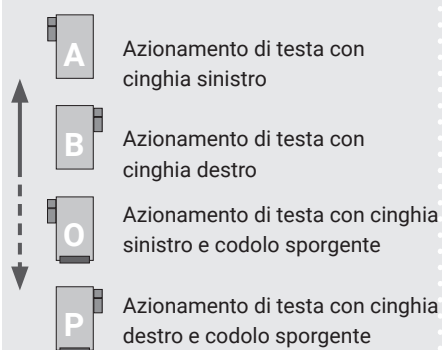 A
Azionamento di testa con
cinghia sinistro
B
Azionamento di testa con
cinghia destro
O
Azionamento di testa con cinghia
sinistro e codolo sporgente
P
Azionamento di testa con cinghia
destro e codolo sporgente